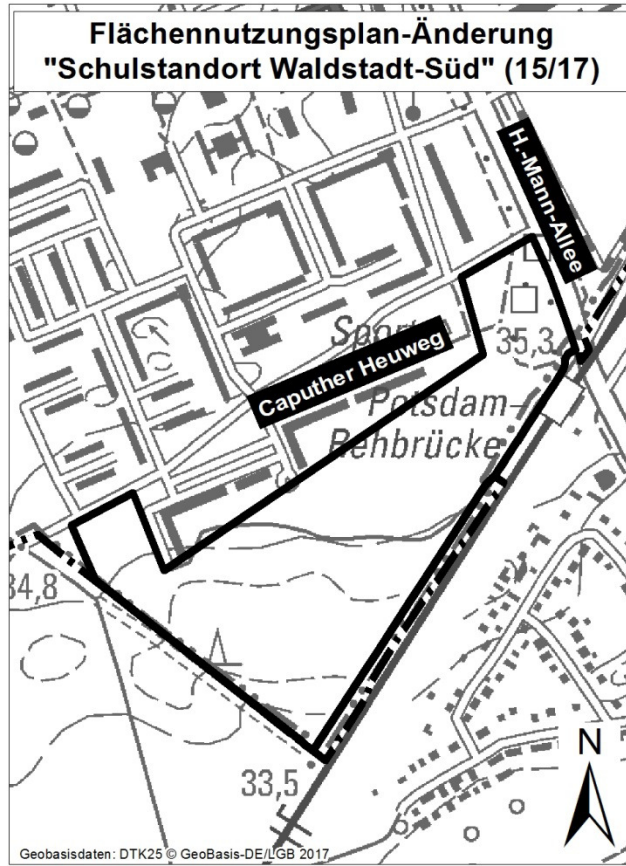 Flächennutzungsplan-Änderung
"Schulstandort Waldstadt-Süd" (15/17)
H.-Mann-Allee
Sport
35,3
Caputher Heuweg
Potsdam-
Rehbrücke
34,8
33,5
N
Geobasisdaten: DTK25 © GeoBasis-DE/LGB 2017